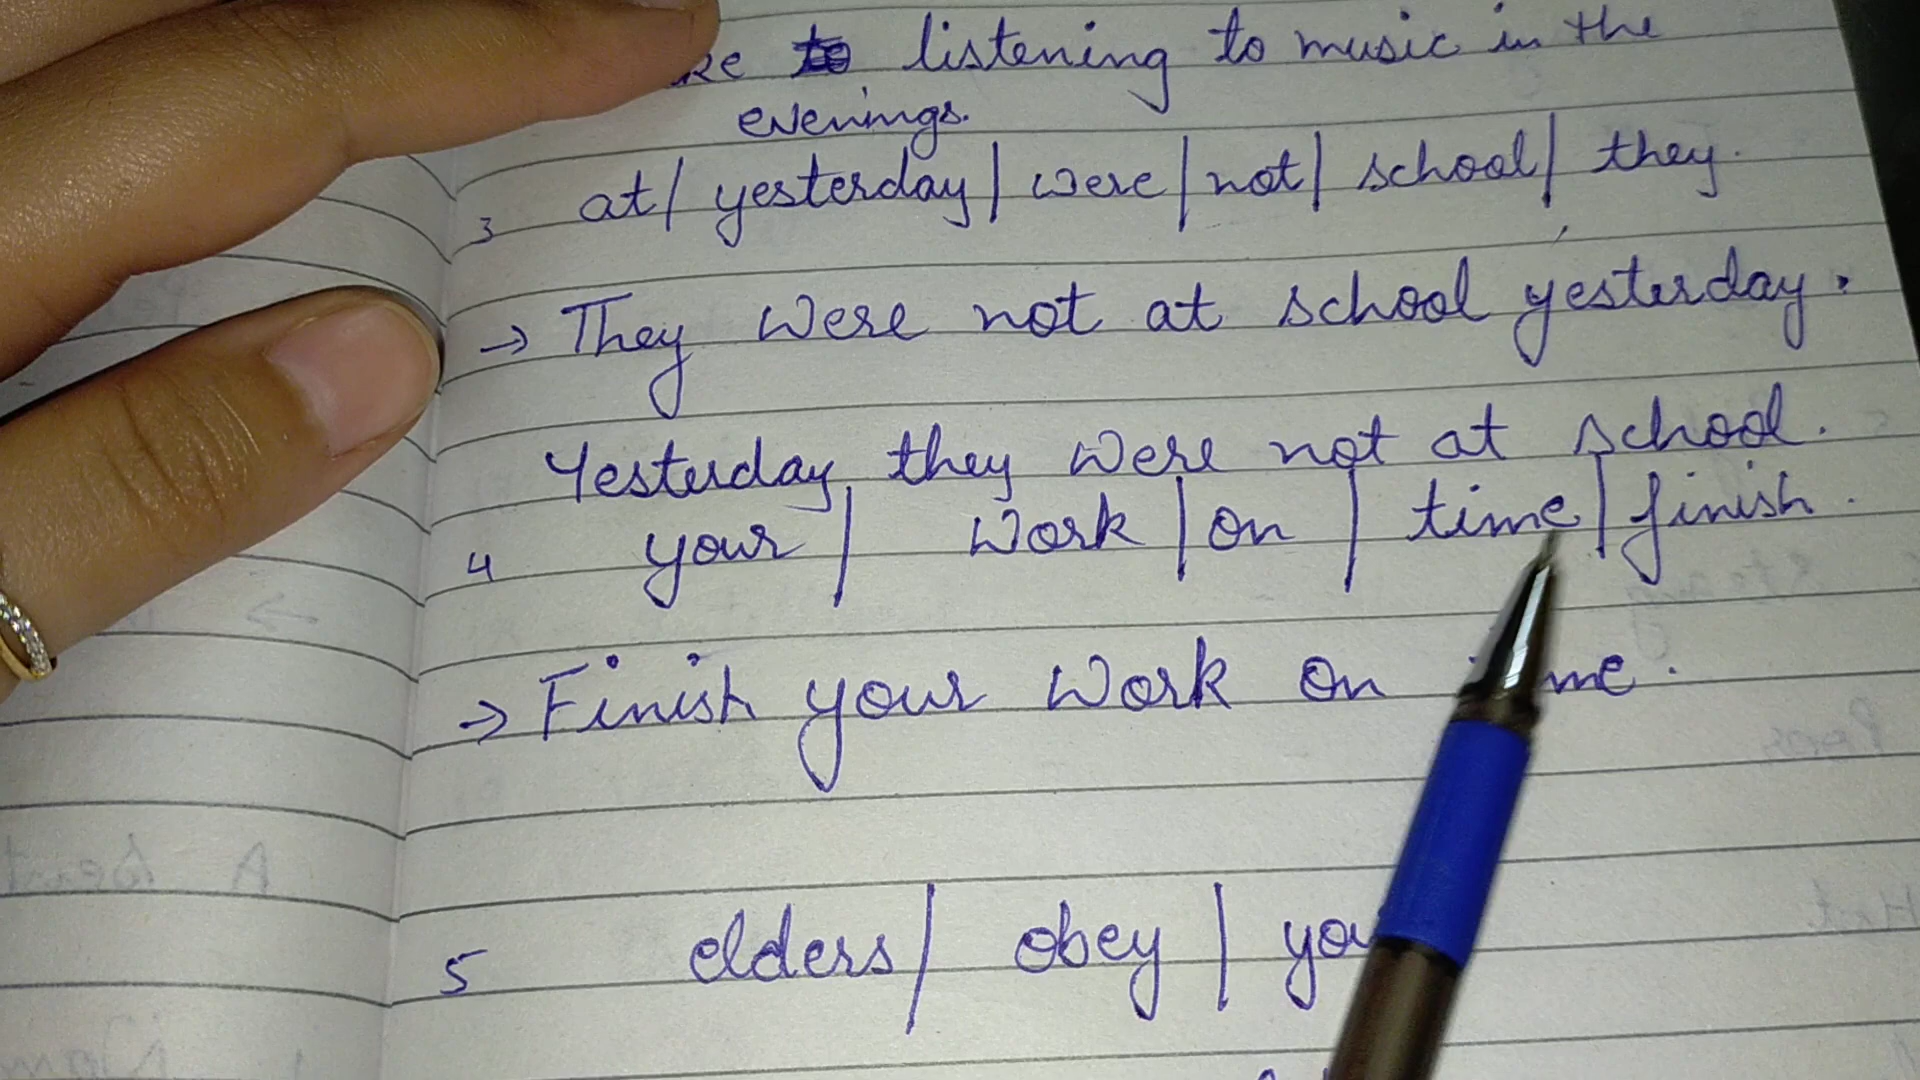 listening to music in the
evenings.
3 at/ yesterday | were | not | school | they.
→ They were not at school yesterday.
Yesterday they were not at school.
4 your | work | on | time | finish.
→ Finish your work on
5 elders | obey |